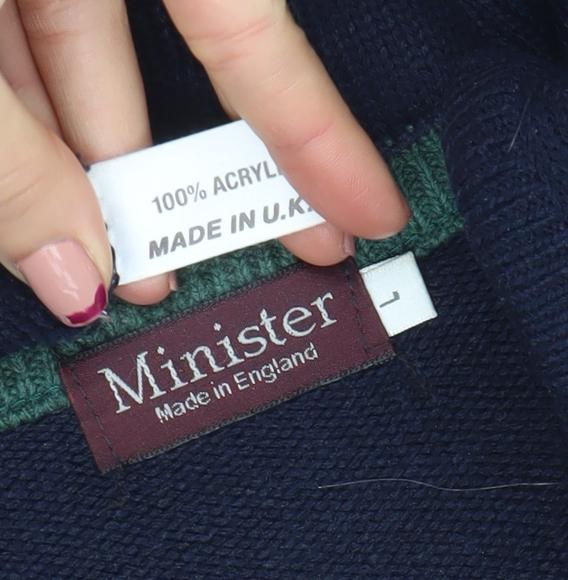 100% ACRYL
MADE IN U.K.
Minister
Made in England
L